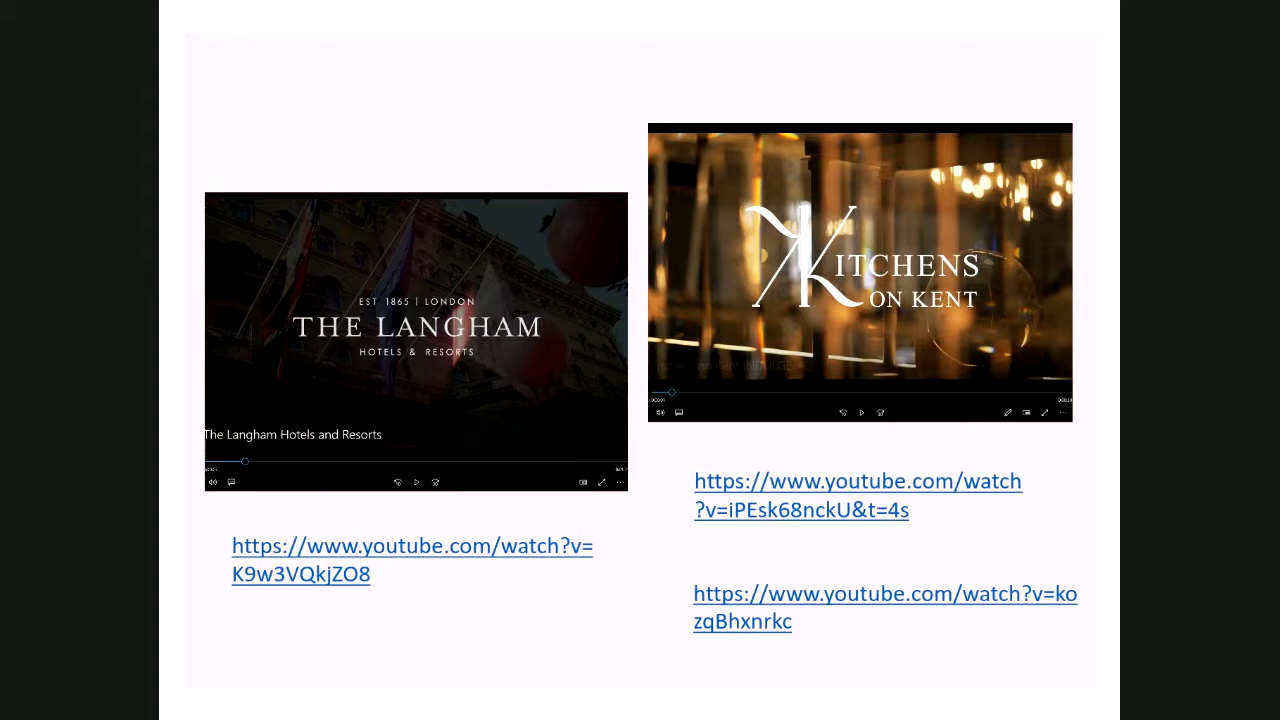 EST 1865 | LONDON
THE LANGHAM
HOTELS & RESORTS
The Langham Hotels and Resorts
https://www.youtube.com/watch?v=
K9w3VQkjZO8
KITCHENS
ON KENT
https://www.youtube.com/watch
?v=iPEsk68nckU&t=4s
https://www.youtube.com/watch?v=ko
zqBhxnrkc